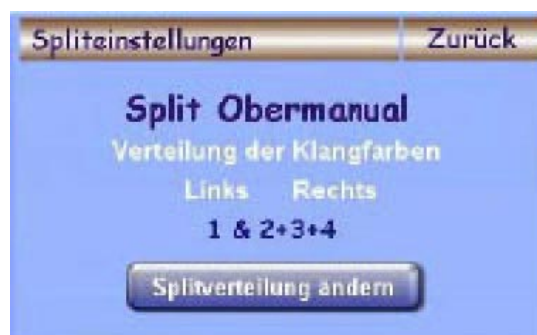 Spliteinstellungen Zurück
Split Obermanual
Verteilung der Klangfarben
Links Rechts
1 & 2+3+4
Splitverteilung ändern